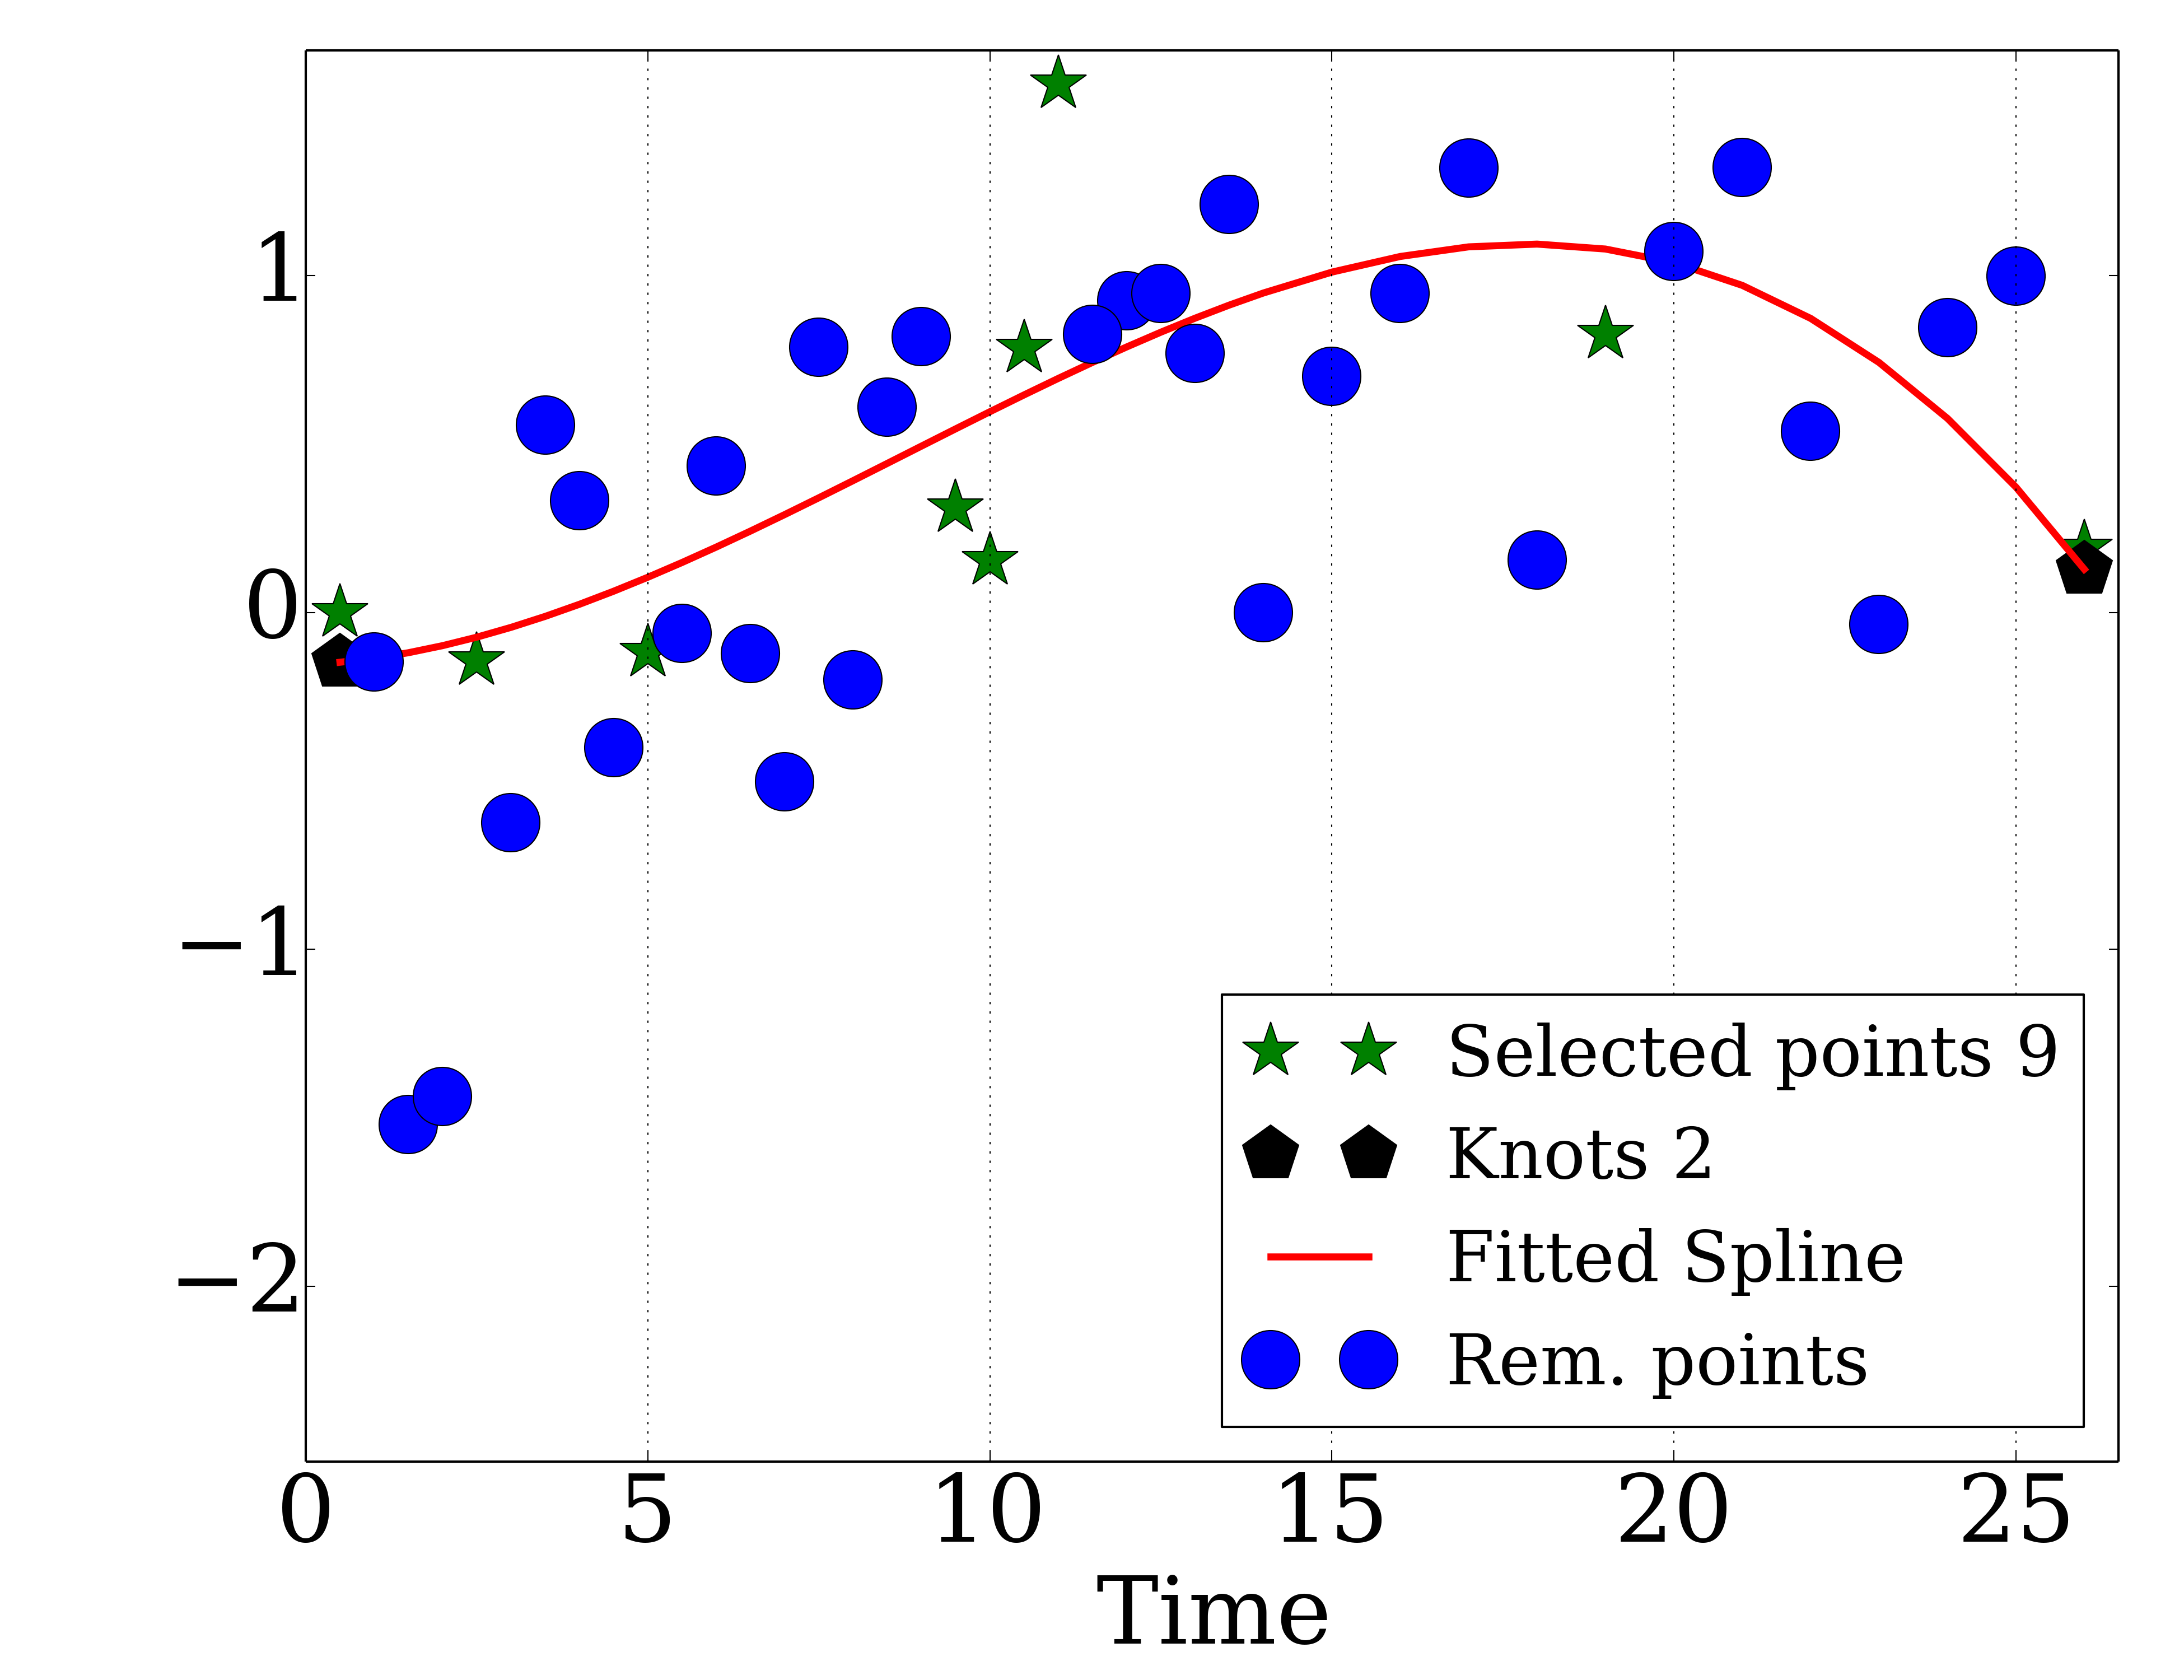 1
0
−1
−2
Selected points 9
Knots 2
Fitted Spline
Rem. points
0 5 10 15 20 25
Time